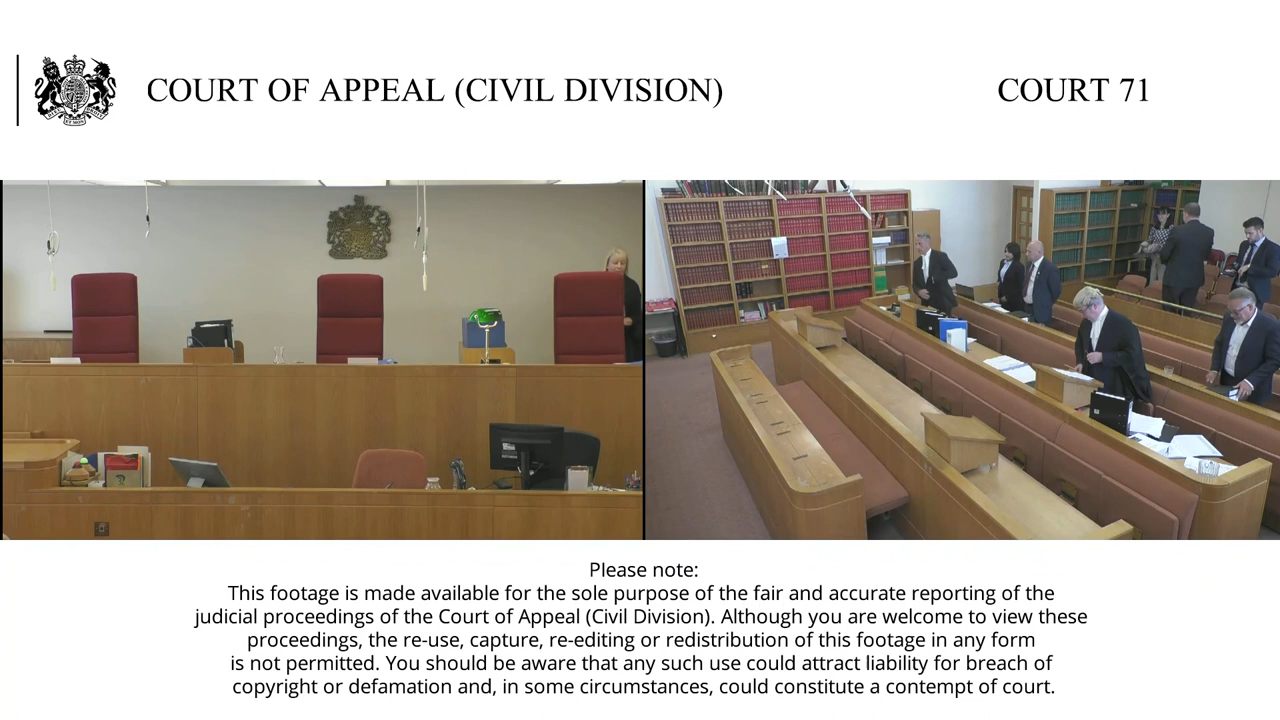 COURT OF APPEAL (CIVIL DIVISION)
COURT 71
Please note:
This footage is made available for the sole purpose of the fair and accurate reporting of the
judicial proceedings of the Court of Appeal (Civil Division). Although you are welcome to view these
proceedings, the re-use, capture, re-editing or redistribution of this footage in any form
is not permitted. You should be aware that any such use could attract liability for breach of
copyright or defamation and, in some circumstances, could constitute a contempt of court.